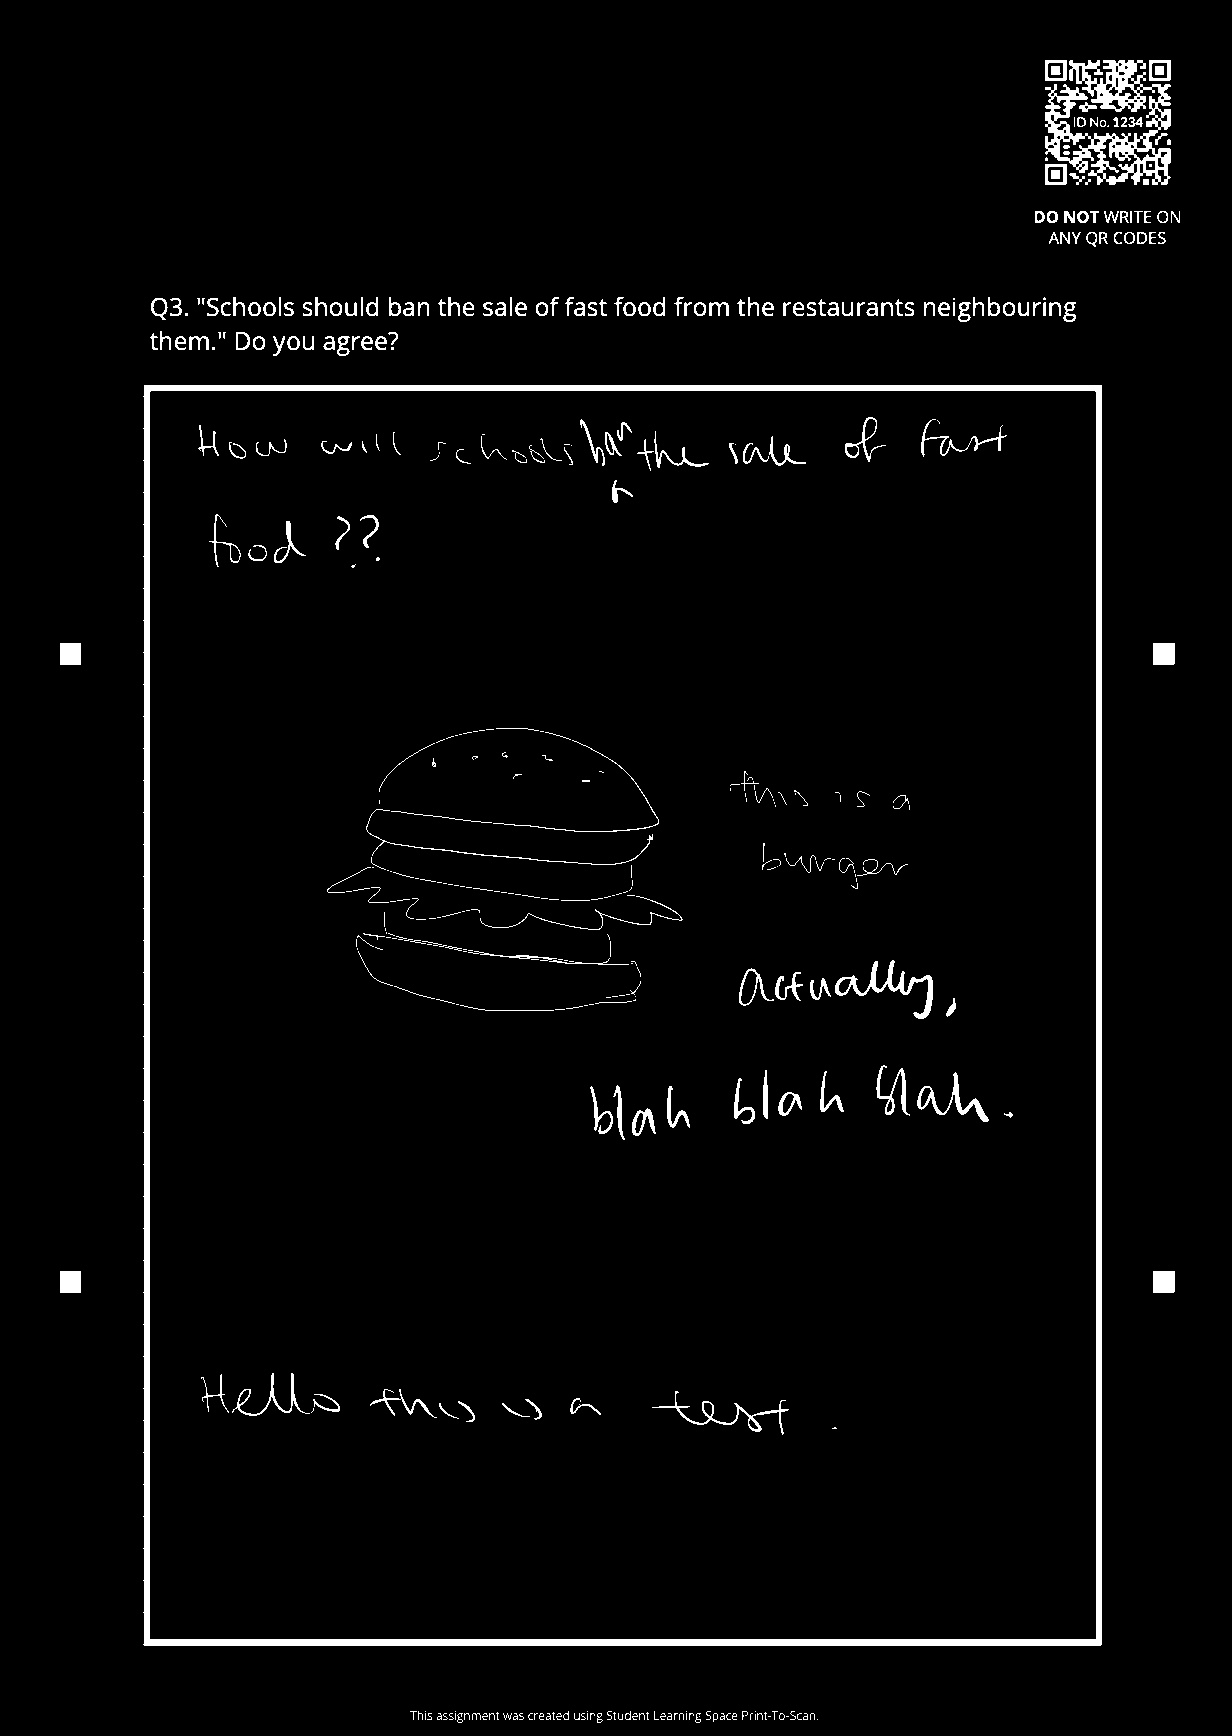 ID No. 1234
DO NOT WRITE ON
ANY QR CODES
Q3. "Schools should ban the sale of fast food from the restaurants neighbouring
them." Do you agree?
How will schools ban the sale of fast
food ??
this is a
burger
actually,
blah blah blah.
Hello this is a test.
This assignment was created using Student Learning Space Print-To-Scan.